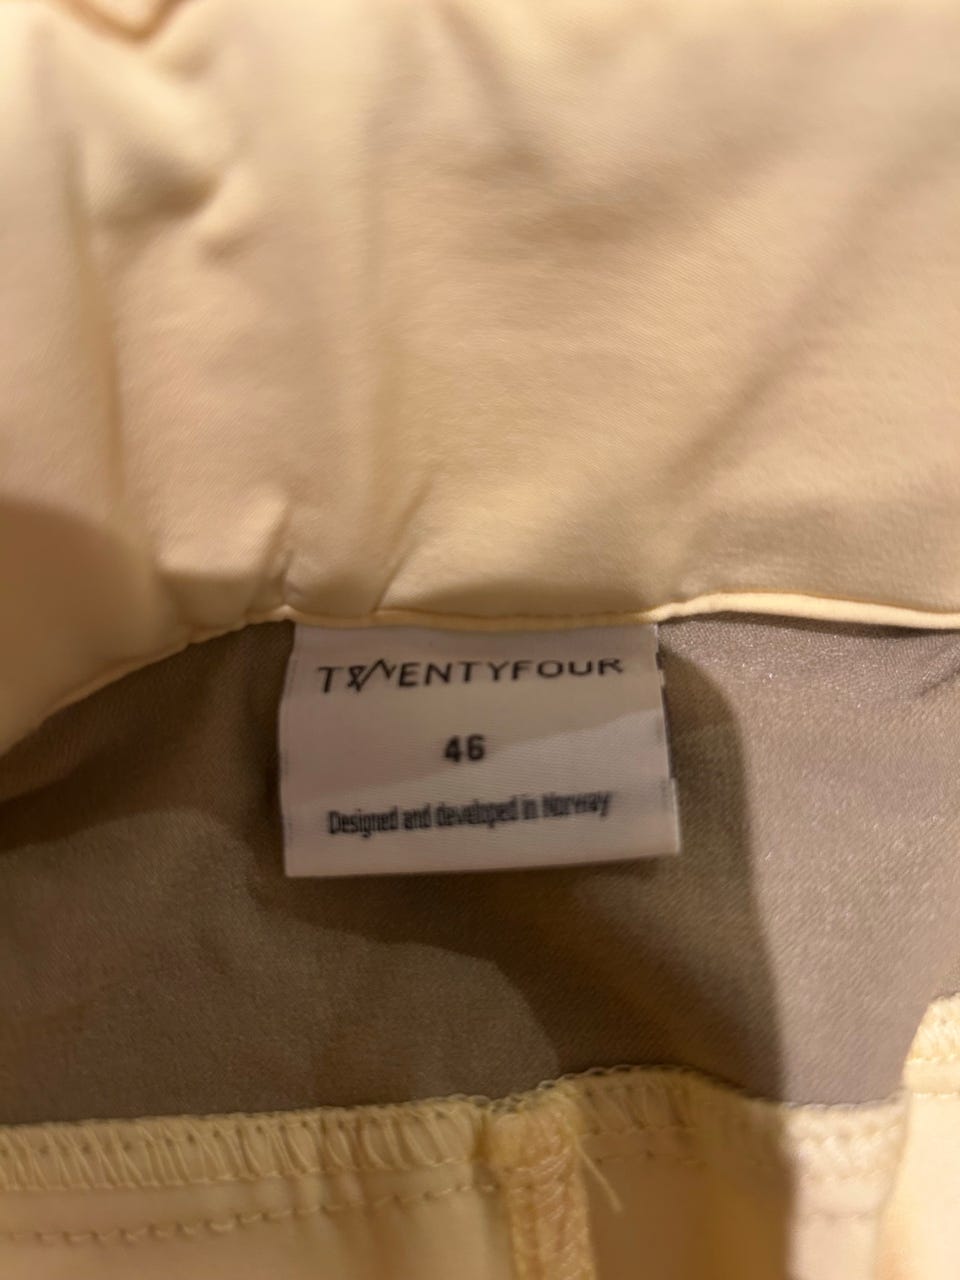 TWENTYFOUR
46
Designed and developed in Norway